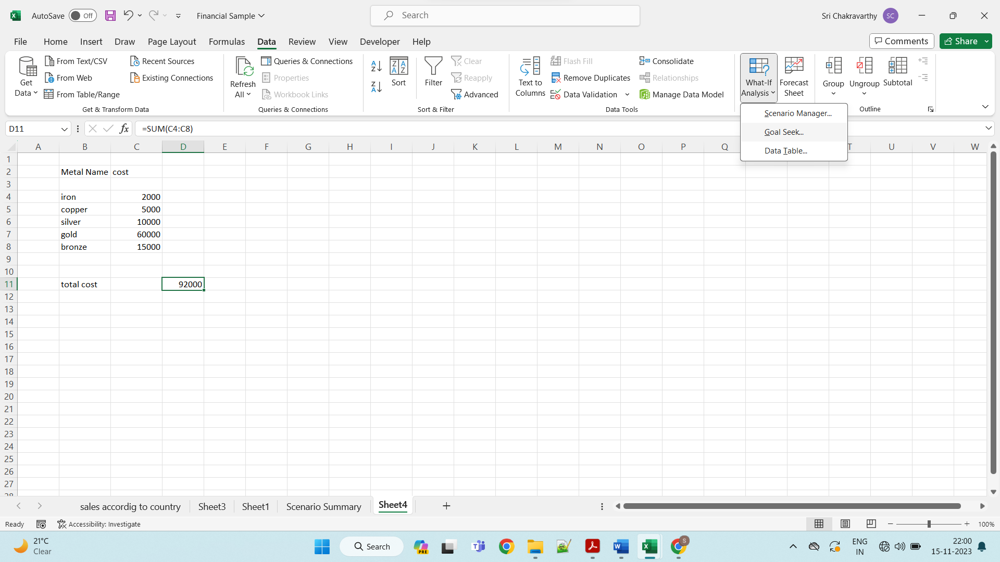 AutoSave Off Financial Sample Search Sri Chakravarthy SC
File Home Insert Draw Page Layout Formulas Data Review View Developer Help Comments Share
Get Data
From Text/CSV
From Web
From Table/Range
Recent Sources
Existing Connections
Get & Transform Data
Refresh All
Queries & Connections
Properties
Workbook Links
Queries & Connections
Sort
Filter
Clear
Reapply
Advanced
Sort & Filter
Text to Columns
Flash Fill
Remove Duplicates
Data Validation
Consolidate
Relationships
Manage Data Model
Data Tools
What-If Analysis
Forecast Sheet
Group
Ungroup
Subtotal
Outline
Scenario Manager...
Goal Seek...
Data Table...
D11 fx =SUM(C4:C8)
A B C D E F G H I J K L M N O P Q T U V W
1
2 Metal Name cost
3
4 iron 2000
5 copper 5000
6 silver 10000
7 gold 60000
8 bronze 15000
9
10
11 total cost 92000
12
13
14
15
16
17
18
19
20
21
22
23
24
25
26
27
28
sales accordig to country Sheet3 Sheet1 Scenario Summary Sheet4
Ready Accessibility: Investigate 100%
21°C
Clear
Search
PRE
S
ENG
IN
22:00
15-11-2023